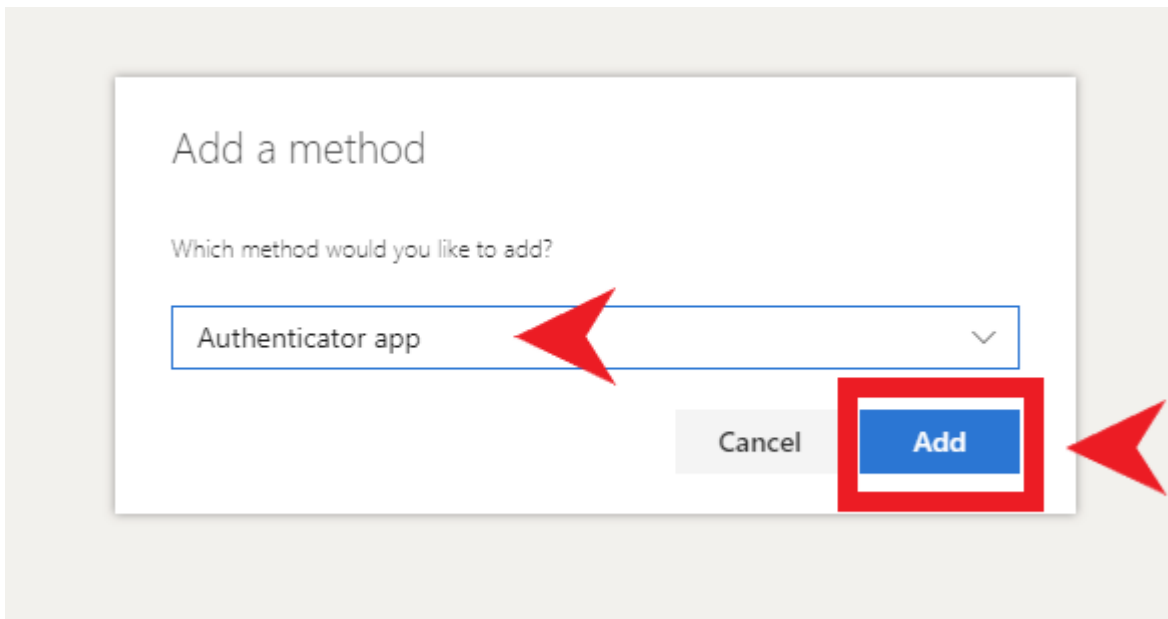 Add a method
Which method would you like to add?
Authenticator app
Cancel
Add